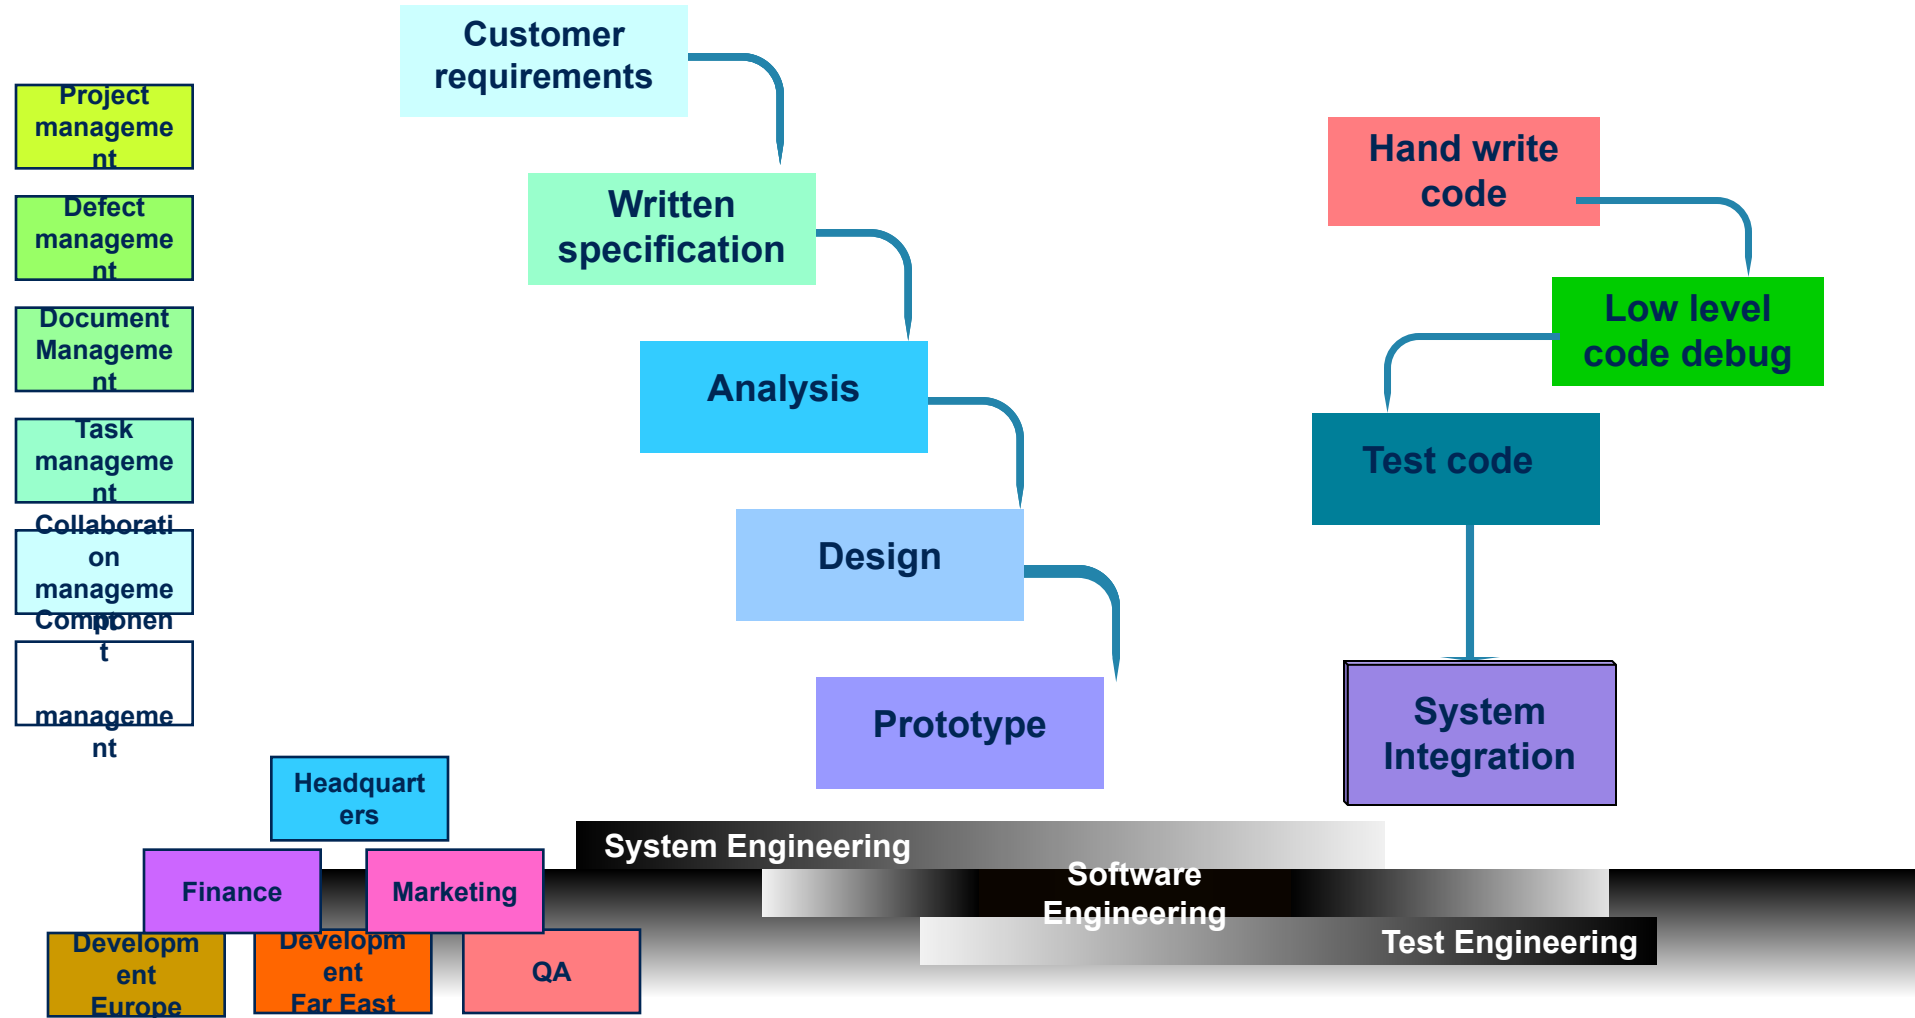 Customer
requirements
Project
manageme
nt
Hand write
code
Defect
manageme
nt
Written
specification
Document
Manageme
nt
Low level
code debug
Analysis
Task
manageme
nt
Test code
Collaborati
on
manageme
nt
Design
Componen
t
manageme
nt
Prototype
System
Integration
Headquart
ers
System Engineering
Finance
Marketing
Software
Engineering
Developm
ent
Europe
Developm
ent
Far East
QA
Test Engineering